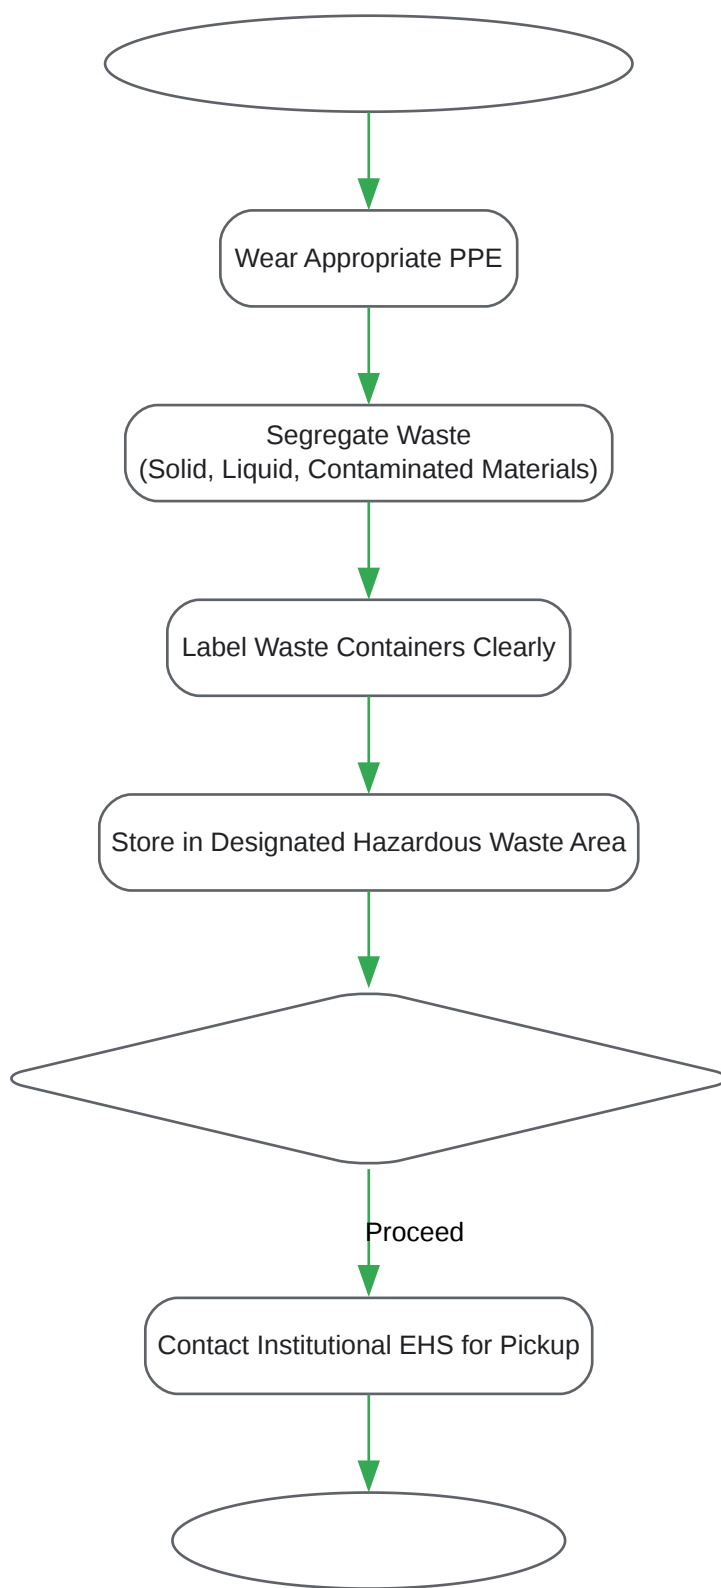 Wear Appropriate PPE
Segregate Waste
(Solid, Liquid, Contaminated Materials)
Label Waste Containers Clearly
Store in Designated Hazardous Waste Area
Proceed
Contact Institutional EHS for Pickup